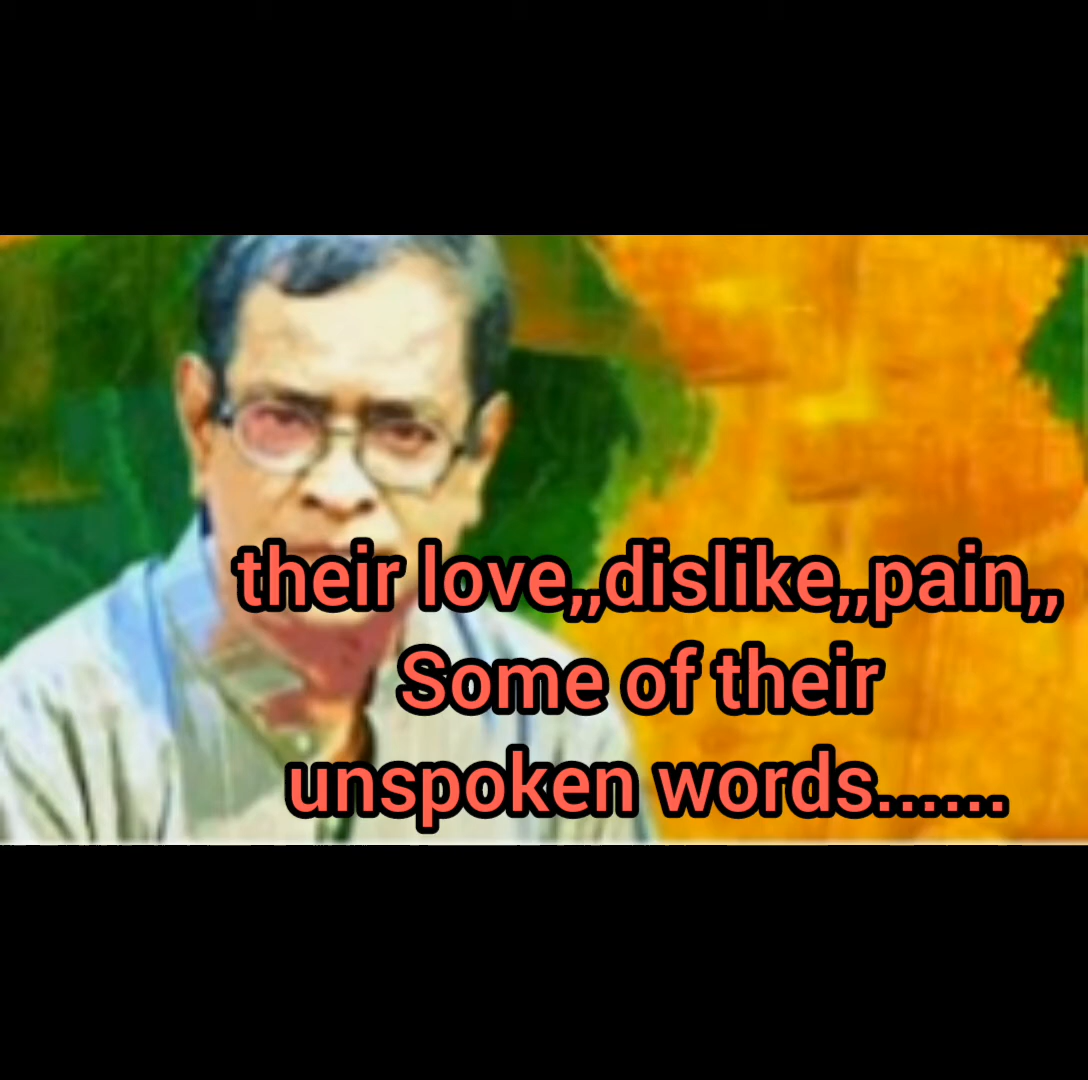 their love,,dislike,,pain,,
Some of their
unspoken words......